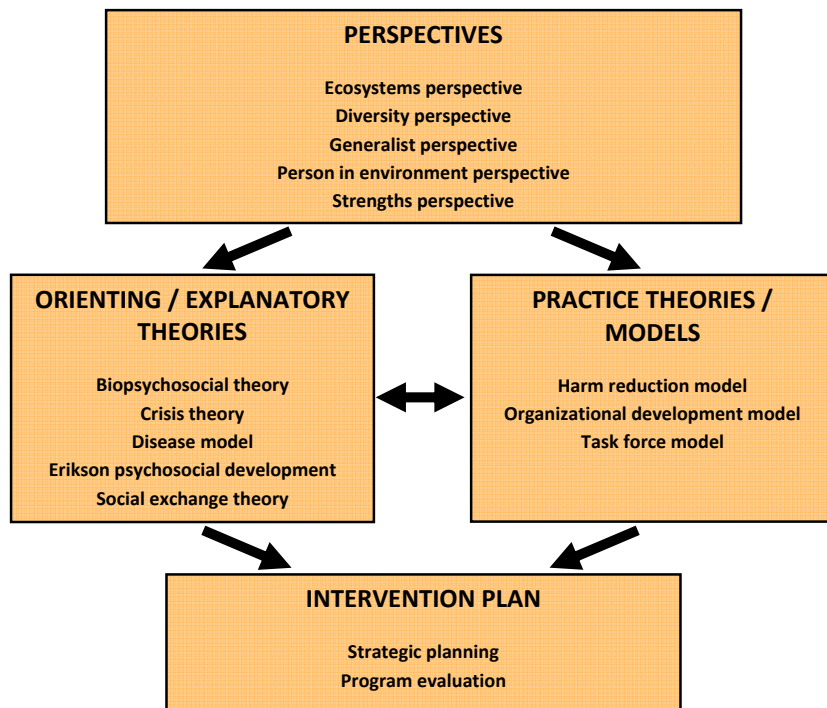 PERSPECTIVES
Ecosystems perspective
Diversity perspective
Generalist perspective
Person in environment perspective
Strengths perspective
ORIENTING / EXPLANATORY
THEORIES
Biopsychosocial theory
Crisis theory
Disease model
Erikson psychosocial development
Social exchange theory
PRACTICE THEORIES /
MODELS
Harm reduction model
Organizational development model
Task force model
INTERVENTION PLAN
Strategic planning
Program evaluation